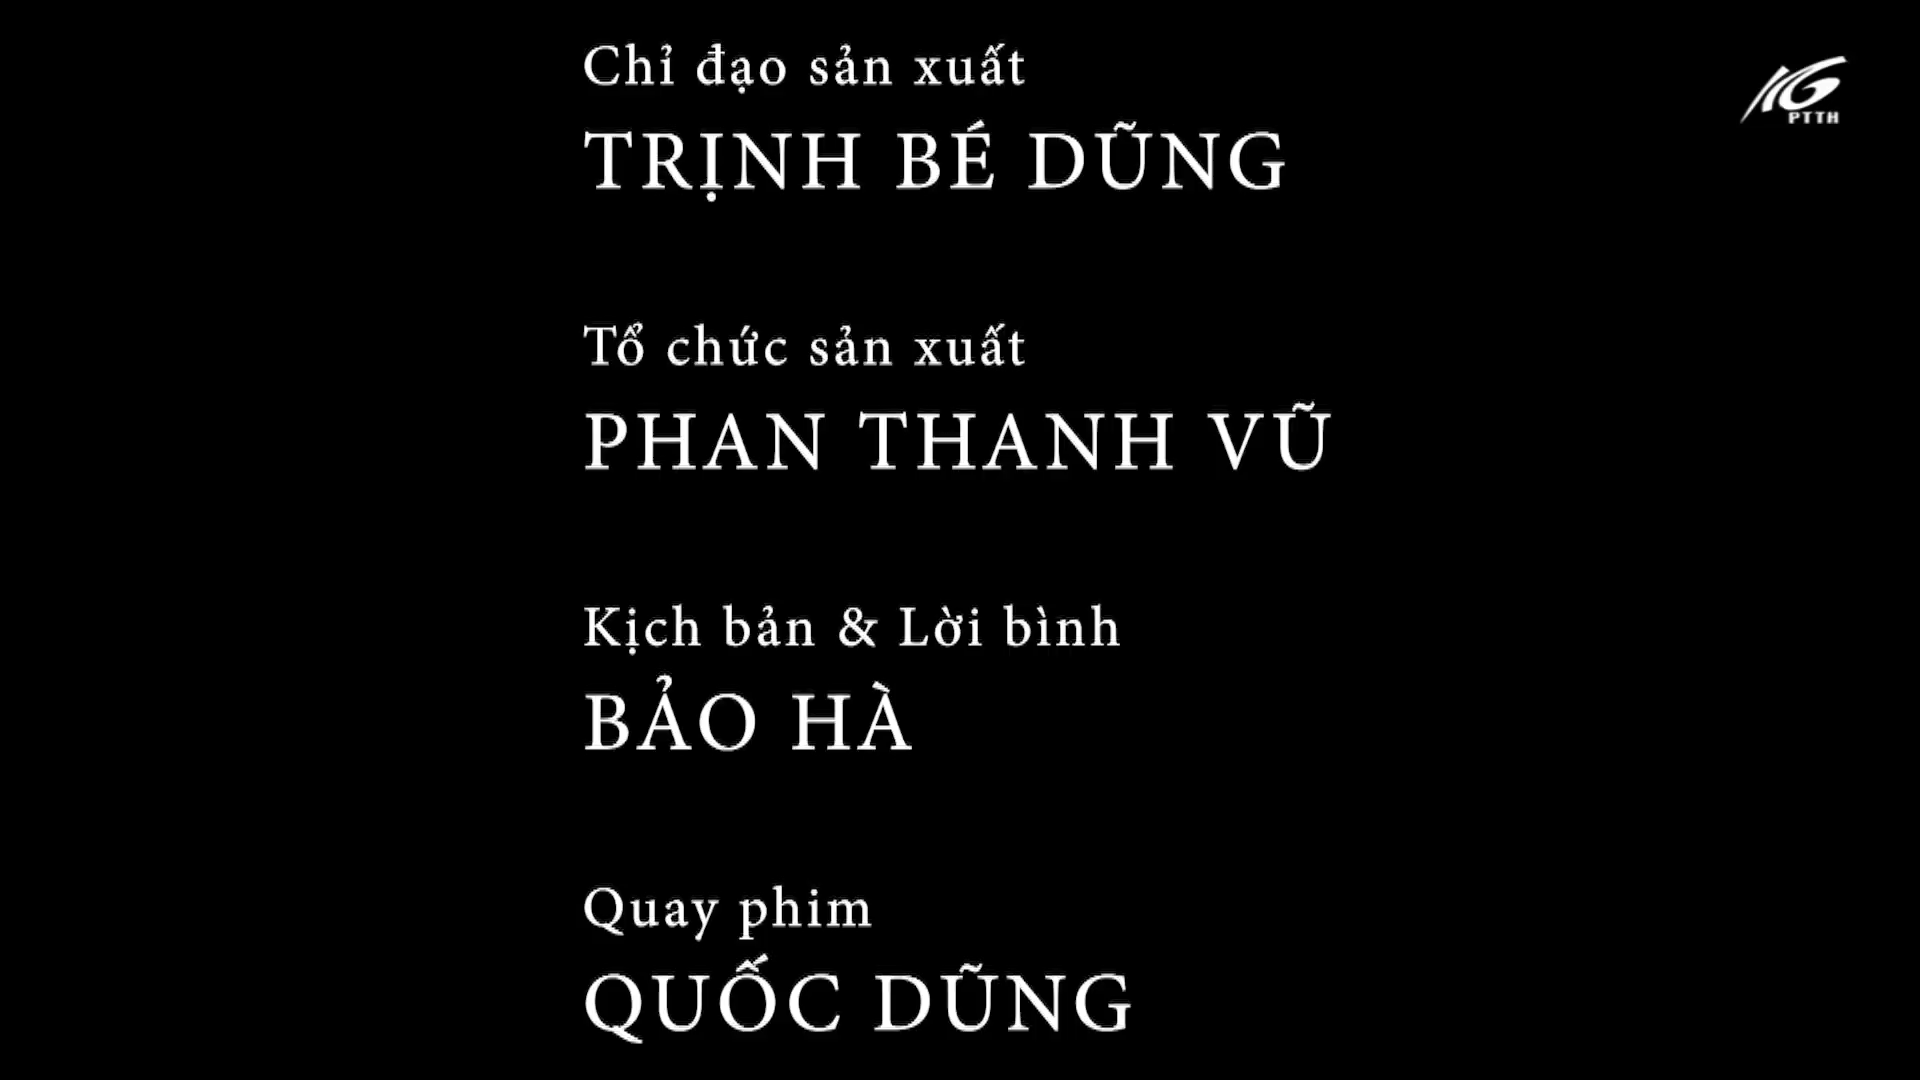 Chỉ đạo sản xuất
TRỊNH BÉ DŨNG
KG
PTTH
Tổ chức sản xuất
PHAN THANH VŨ
Kịch bản & Lời bình
BẢO HÀ
Quay phim
QUỐC DŨNG